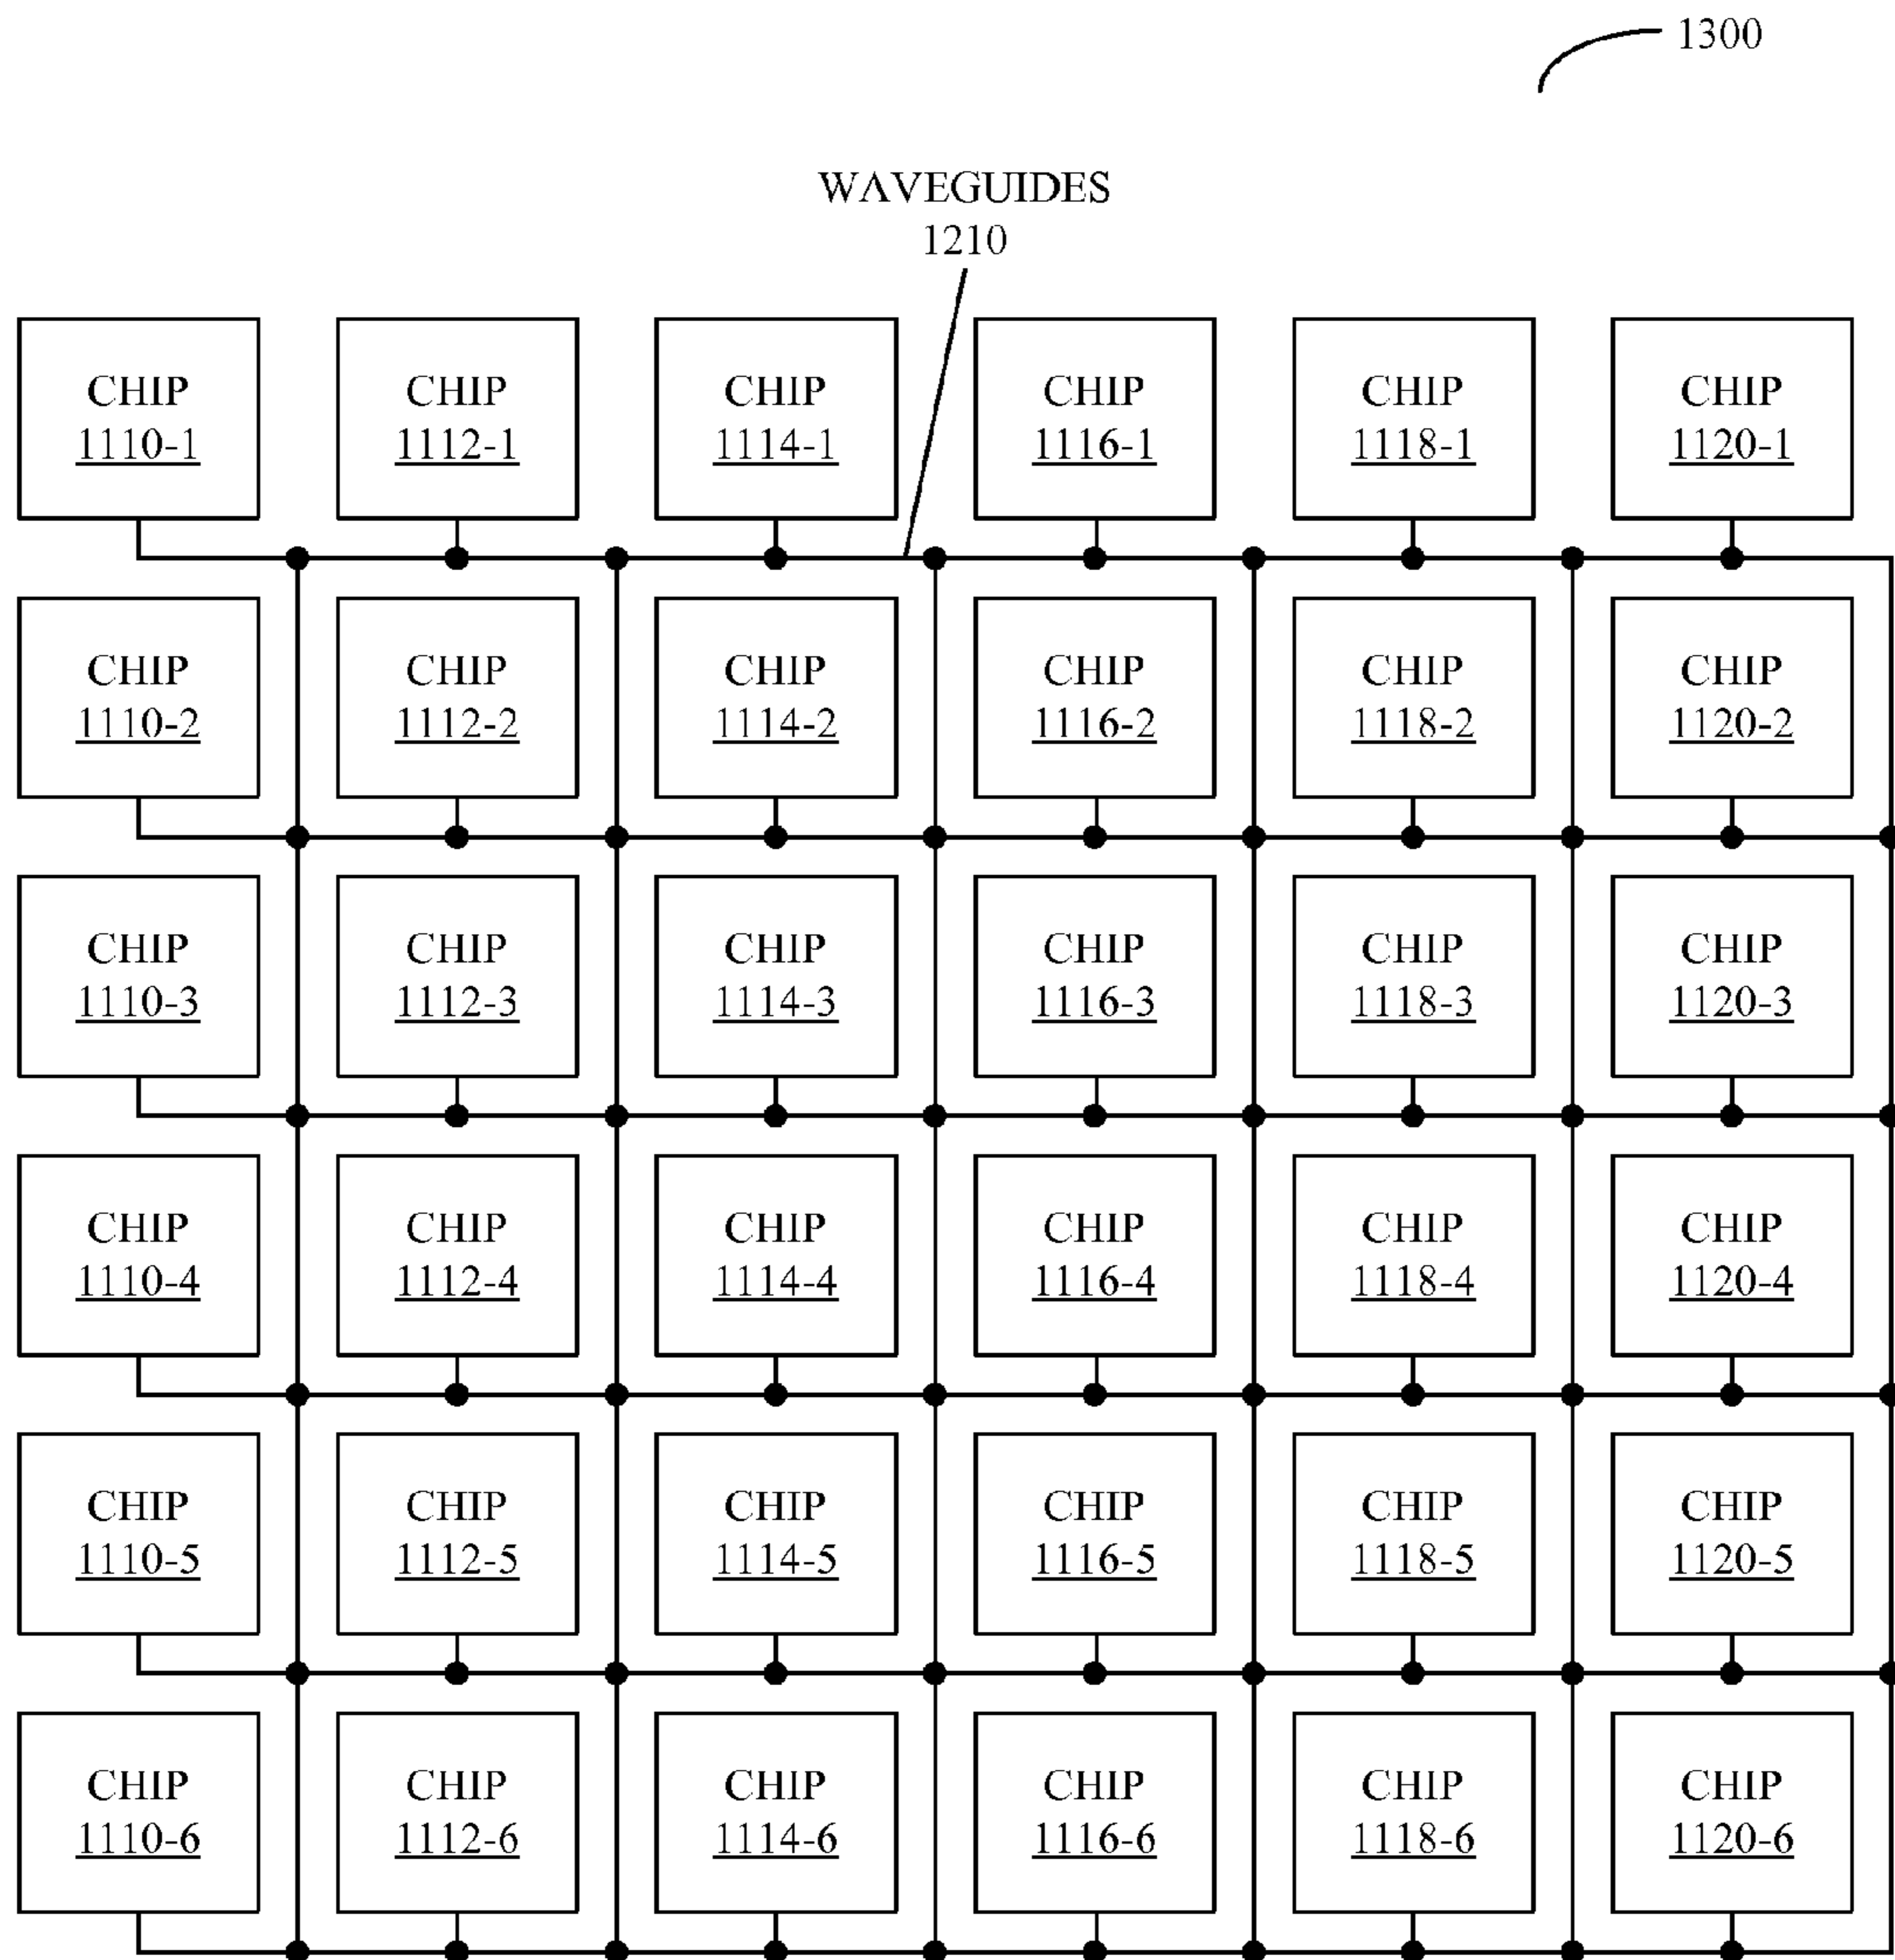 1300
WAVEGUIDES
1210
CHIP CHIP CHIP CHIP CHIP CHIP
1110-1 1112-1 1114-1 1116-1 1118-1 1120-1
CHIP CHIP CHIP CHIP CHIP CHIP
1110-2 1112-2 1114-2 1116-2 1118-2 1120-2
CHIP CHIP CHIP CHIP CHIP CHIP
1110-3 1112-3 1114-3 1116-3 1118-3 1120-3
CHIP CHIP CHIP CHIP CHIP CHIP
1110-4 1112-4 1114-4 1116-4 1118-4 1120-4
CHIP CHIP CHIP CHIP CHIP CHIP
1110-5 1112-5 1114-5 1116-5 1118-5 1120-5
CHIP CHIP CHIP CHIP CHIP CHIP
1110-6 1112-6 1114-6 1116-6 1118-6 1120-6